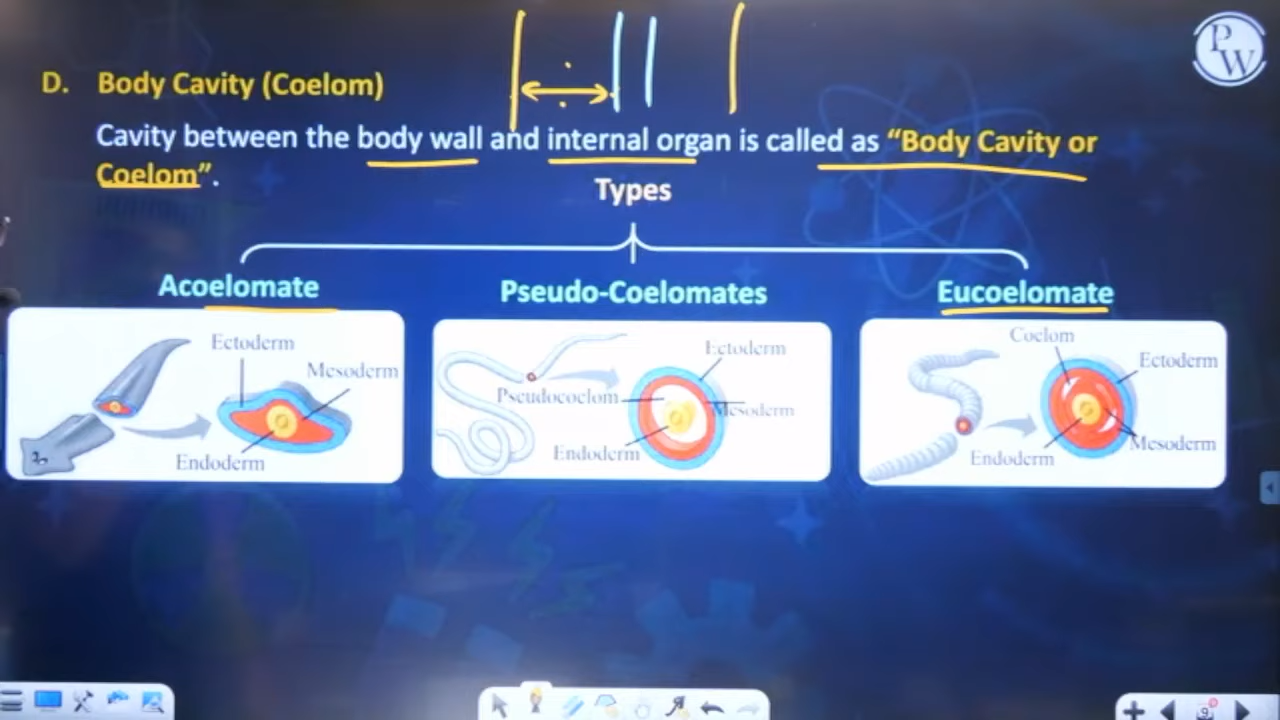 PW
D. Body Cavity (Coelom)
Cavity between the body wall and internal organ is called as “Body Cavity or
Coelom”.
Types
Acoelomate
Pseudo-Coelomates
Eucoelomate
Ectoderm
Mesoderm
Endoderm
Ectoderm
Pseudocoelom
Mesoderm
Endoderm
Coelom
Ectoderm
Mesoderm
Endoderm
9